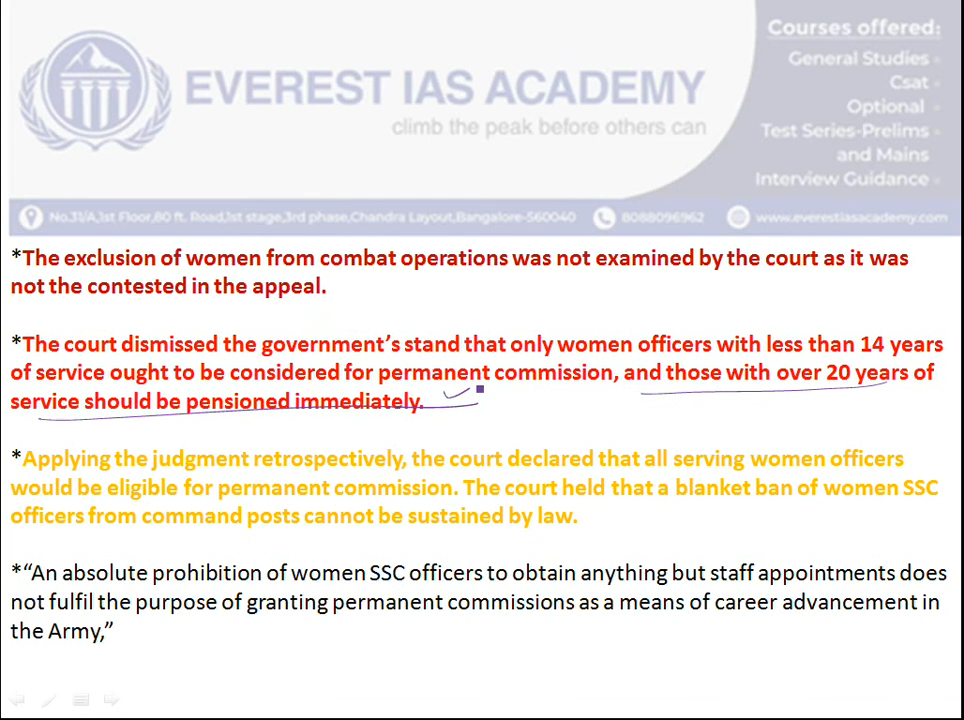 Courses offered:
General Studies
Csat
Optional
Test Series-Prelims
and Mains
Interview Guidance
EVEREST IAS ACADEMY
climb the peak before others can
No.31/A,1st Floor,80 ft. Road,1st stage,3rd phase,Chandra Layout,Bangalore-560040 8088096962 www.everestiasacademy.com
*The exclusion of women from combat operations was not examined by the court as it was
not the contested in the appeal.
*The court dismissed the government’s stand that only women officers with less than 14 years
of service ought to be considered for permanent commission, and those with over 20 years of
service should be pensioned immediately.
*Applying the judgment retrospectively, the court declared that all serving women officers
would be eligible for permanent commission. The court held that a blanket ban of women SSC
officers from command posts cannot be sustained by law.
*“An absolute prohibition of women SSC officers to obtain anything but staff appointments does
not fulfil the purpose of granting permanent commissions as a means of career advancement in
the Army,”